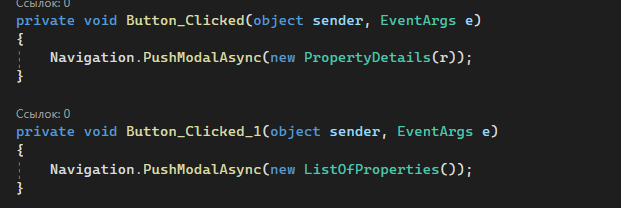 Ссылок: 0
private void Button_Clicked(object sender, EventArgs e)
{
Navigation.PushModalAsync(new PropertyDetails(r));
}
Ссылок: 0
private void Button_Clicked_1(object sender, EventArgs e)
{
Navigation.PushModalAsync(new ListOfProperties());
}